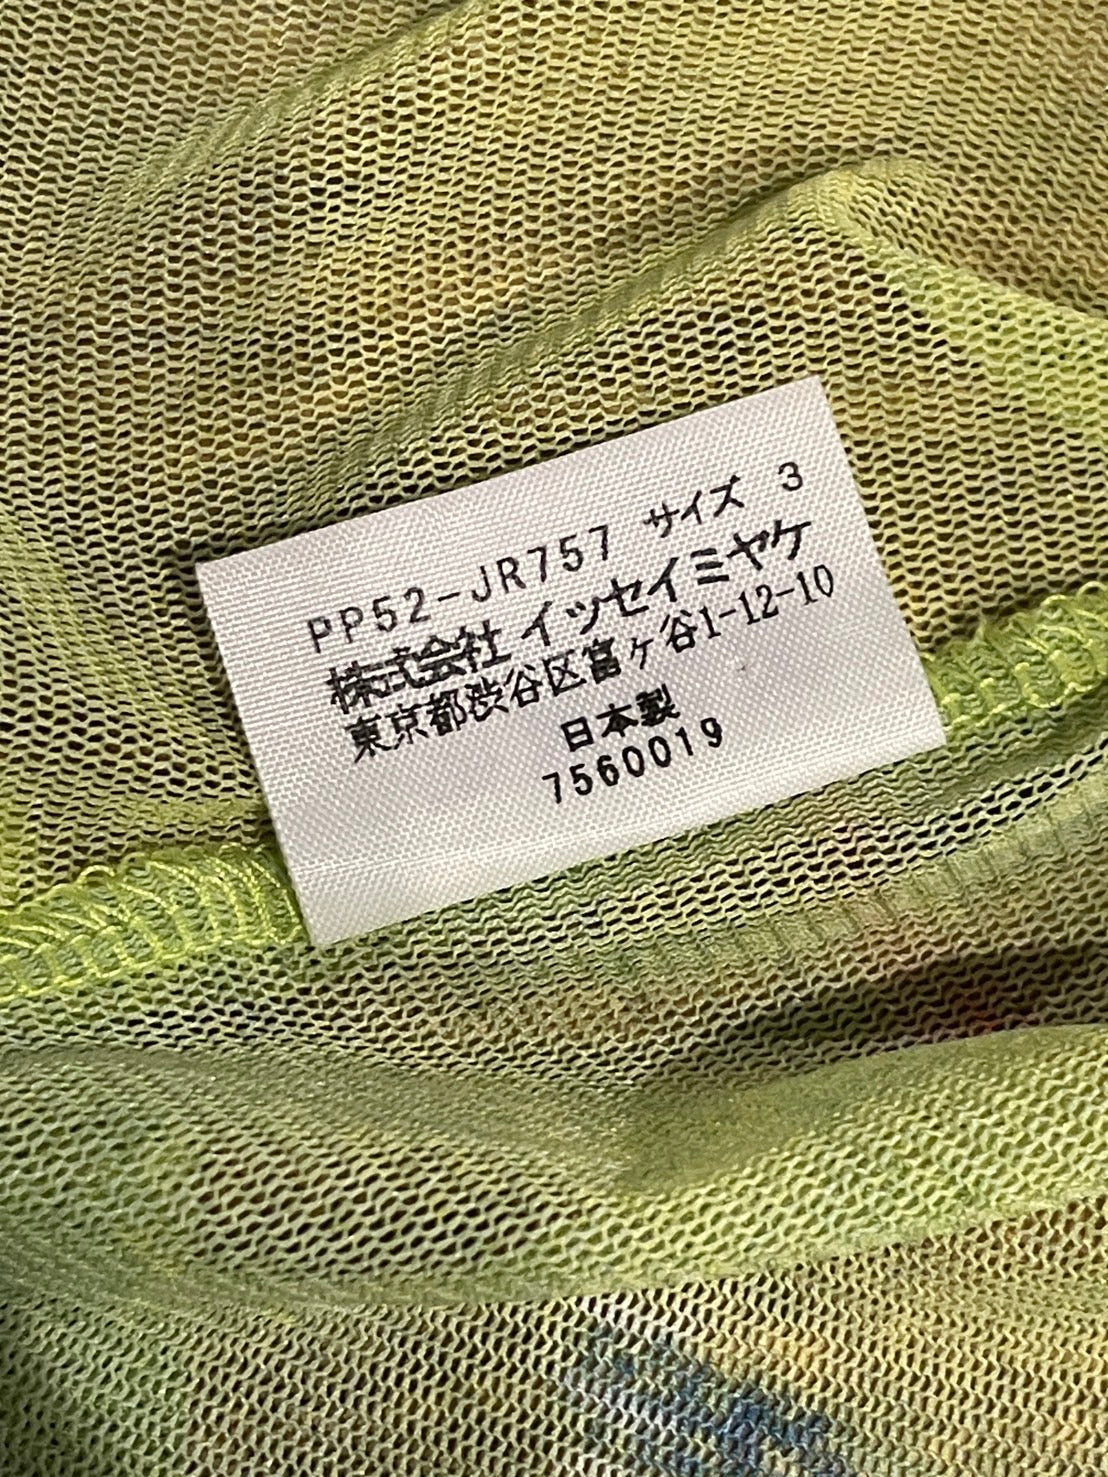 PP52-JR757 サイズ 3
株式会社 イッセイミヤケ
東京都渋谷区富ヶ谷1-12-10
日本製
7560019